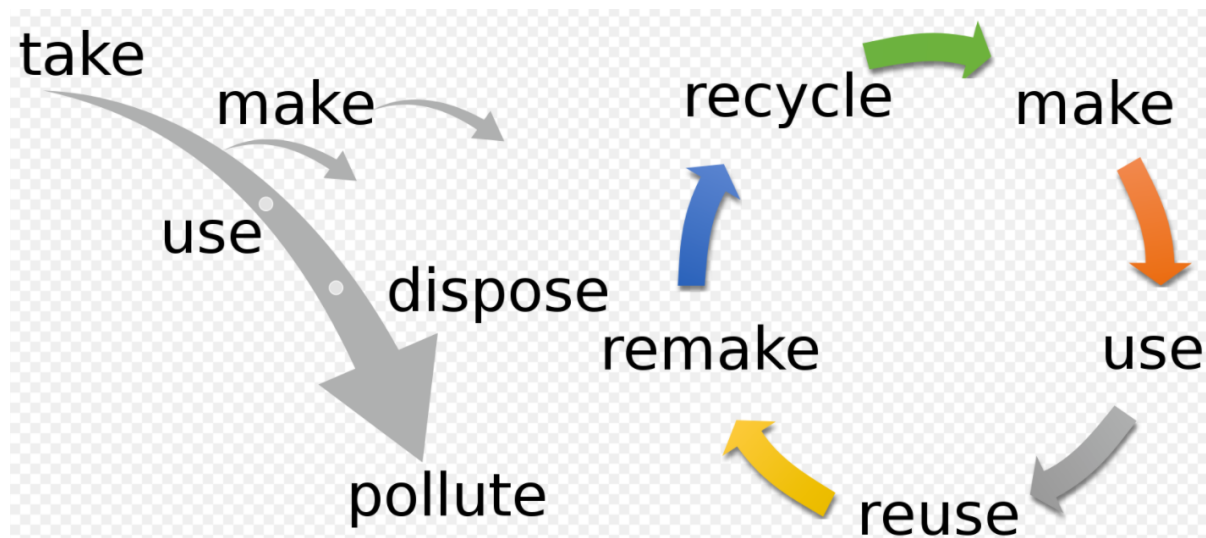 take
make
use
dispose
pollute
recycle
make
use
reuse
remake